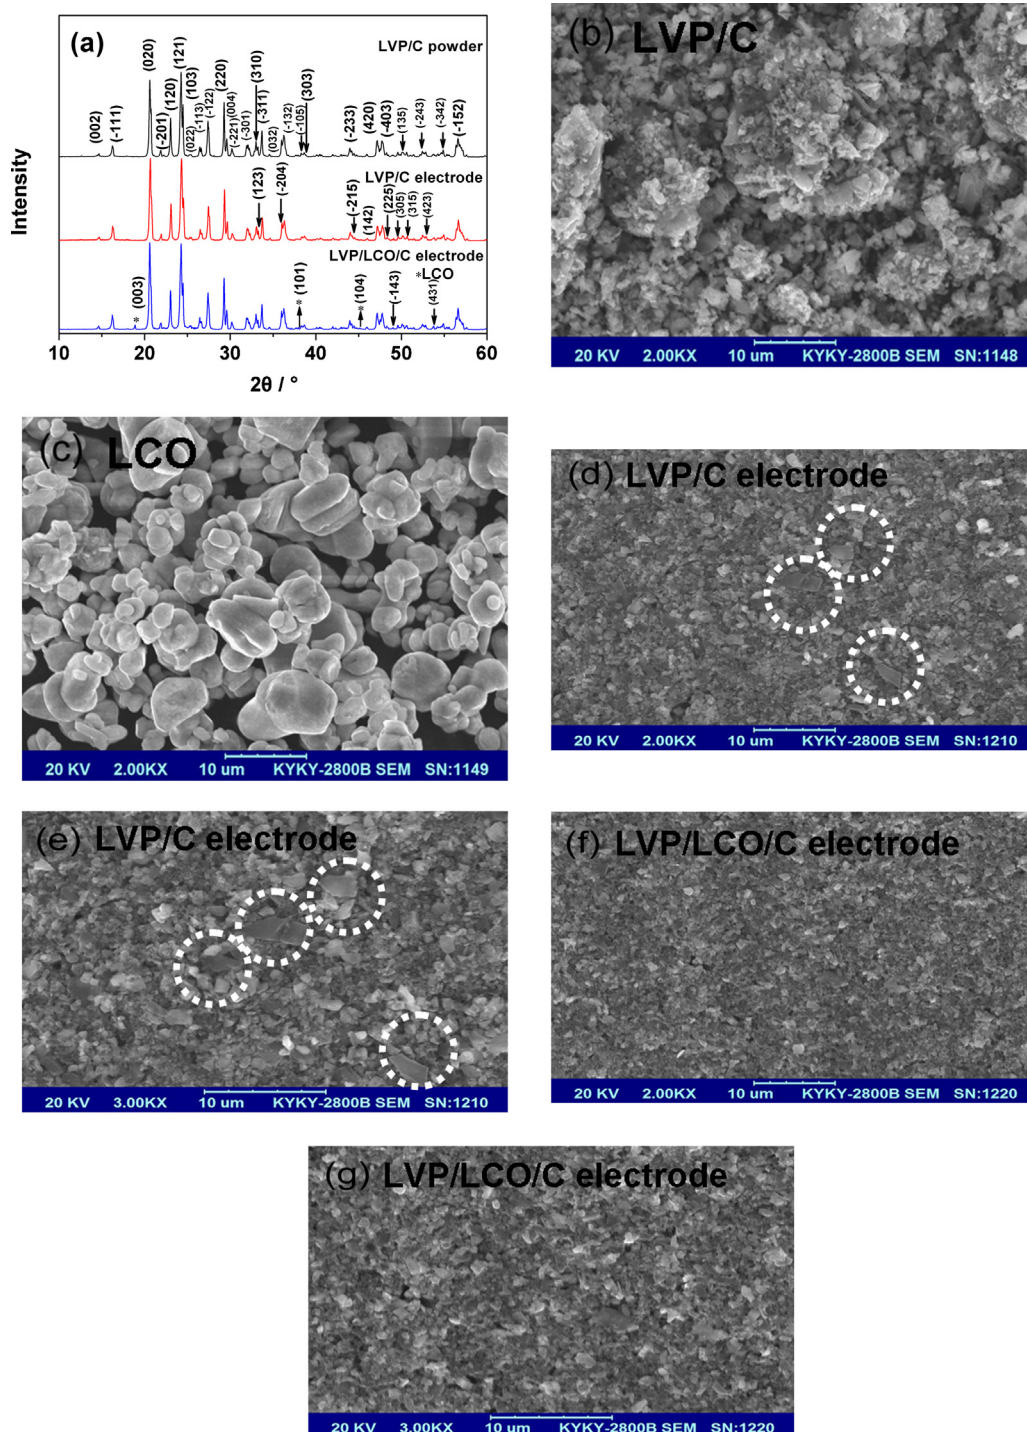 (a)
LVP/C powder
(002)
(-111)
(020)
(-201)
(120)
(121)
(103)
(022)
(-113)
(-122)
(220)
(-221)
(004)
(-301)
(310)
(-311)
(032)
(-132)
(-105)
(303)
(-233)
(420)
(-403)
(135)
(-243)
(-342)
(-152)
LVP/C electrode
(123)
(-204)
(-215)
(142)
(225)
(305)
(315)
(423)
LVP/LCO/C electrode
*LCO
* (003)
* (101)
* (104)
(-143)
(431)
Intensity
10 20 30 40 50 60
2θ / °
(b) LVP/C
20 KV 2.00KX 10 um KYKY-2800B SEM SN:1148
(c) LCO
20 KV 2.00KX 10 um KYKY-2800B SEM SN:1149
(d) LVP/C electrode
20 KV 2.00KX 10 um KYKY-2800B SEM SN:1210
(e) LVP/C electrode
20 KV 3.00KX 10 um KYKY-2800B SEM SN:1210
(f) LVP/LCO/C electrode
20 KV 2.00KX 10 um KYKY-2800B SEM SN:1220
(g) LVP/LCO/C electrode
20 KV 3.00KX 10 um KYKY-2800B SEM SN:1220